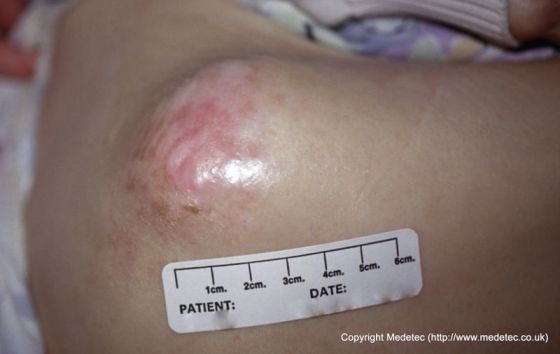 1cm. 2cm. 3cm. 4cm. 5cm. 6cm.
PATIENT: DATE:
Copyright Medetec (http://www.medetec.co.uk)